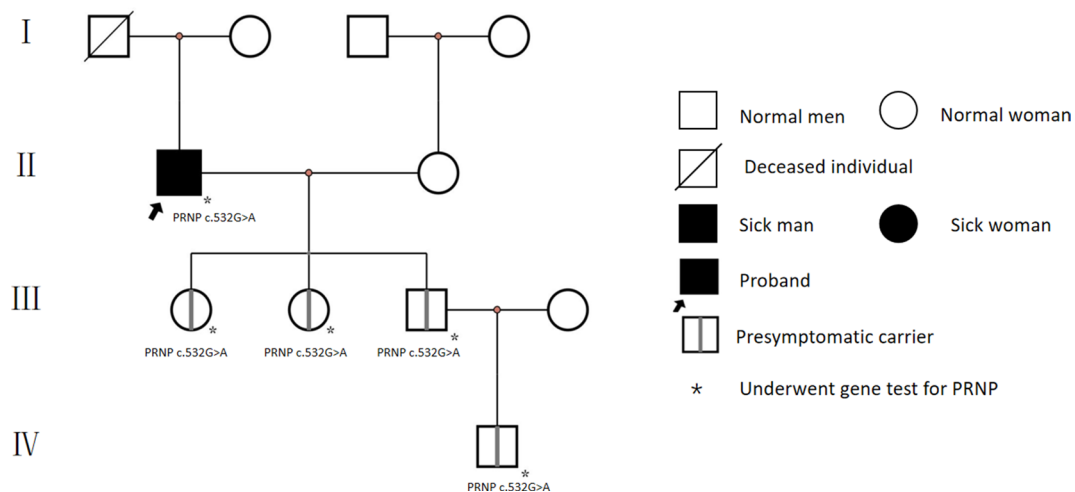 I
II
PRNP c.532G>A
*
III
*
*
*
PRNP c.532G>A
PRNP c.532G>A
PRNP c.532G>A
IV
*
PRNP c.532G>A
Normal men
Normal woman
Deceased individual
Sick man
Sick woman
Proband
Presymptomatic carrier
* Underwent gene test for PRNP